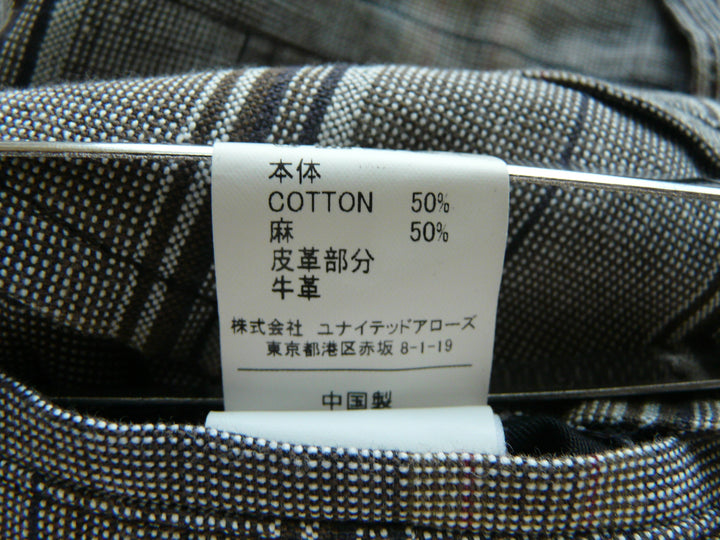 本体
COTTON 50%
麻 50%
皮革部分
牛革
株式会社 ユナイテッドアローズ
東京都港区赤坂 8-1-19
中国製